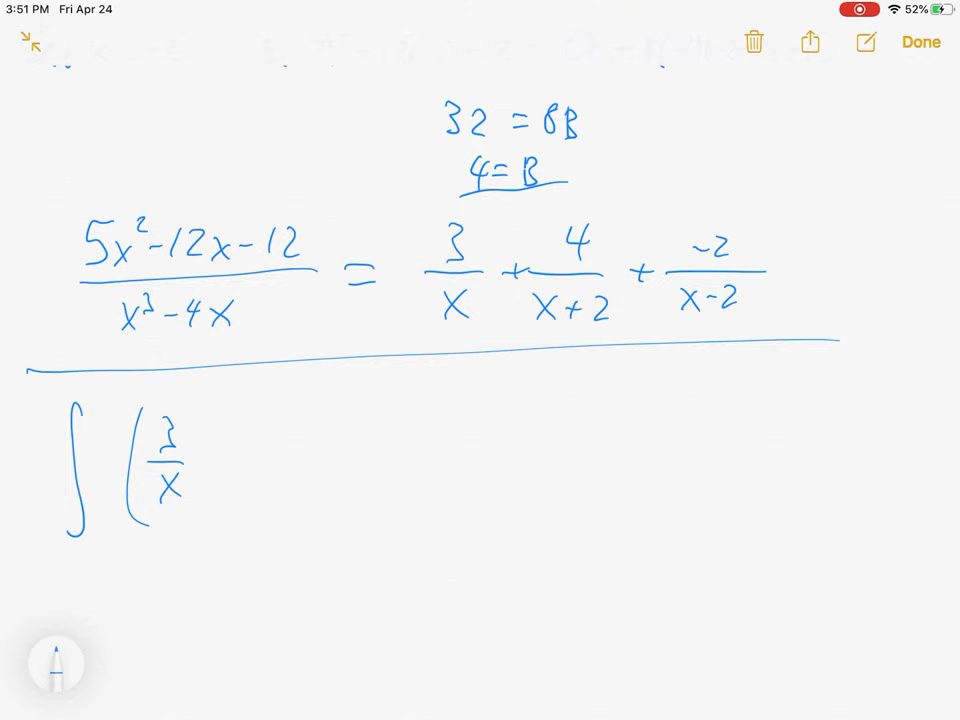 3:51 PM Fri Apr 24 52%
Done
32 = 8B
4 = B
5x² - 12x - 12 / x³ - 4x = 3 / x + 4 / x + 2 + -2 / x - 2
∫ ( 3 / x